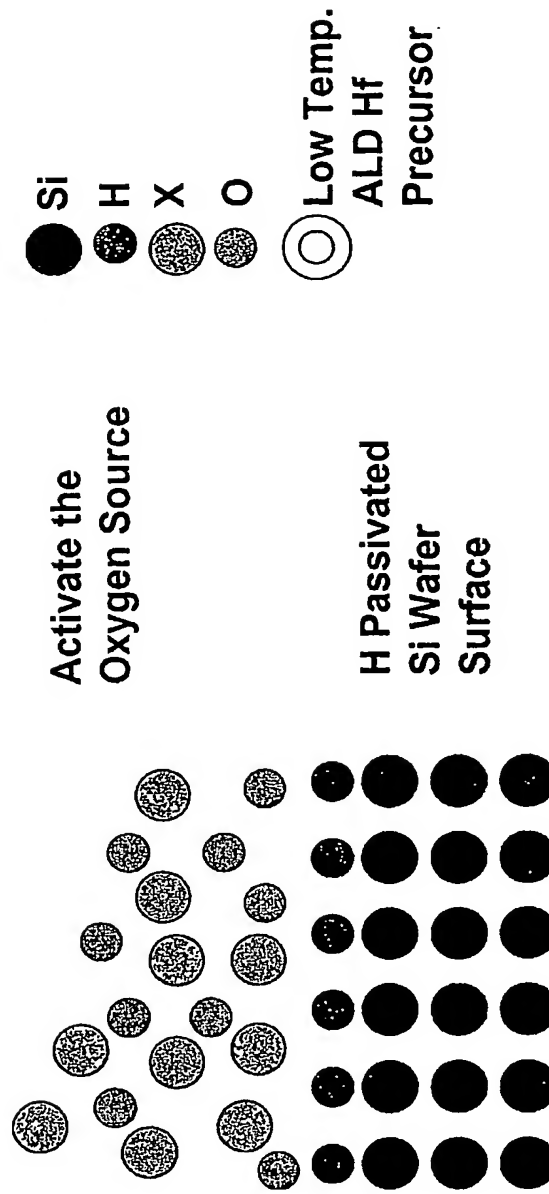 Activate the
Oxygen Source
H Passivated
Si Wafer
Surface
Si
H
X
O
Low Temp.
ALD Hf
Precursor